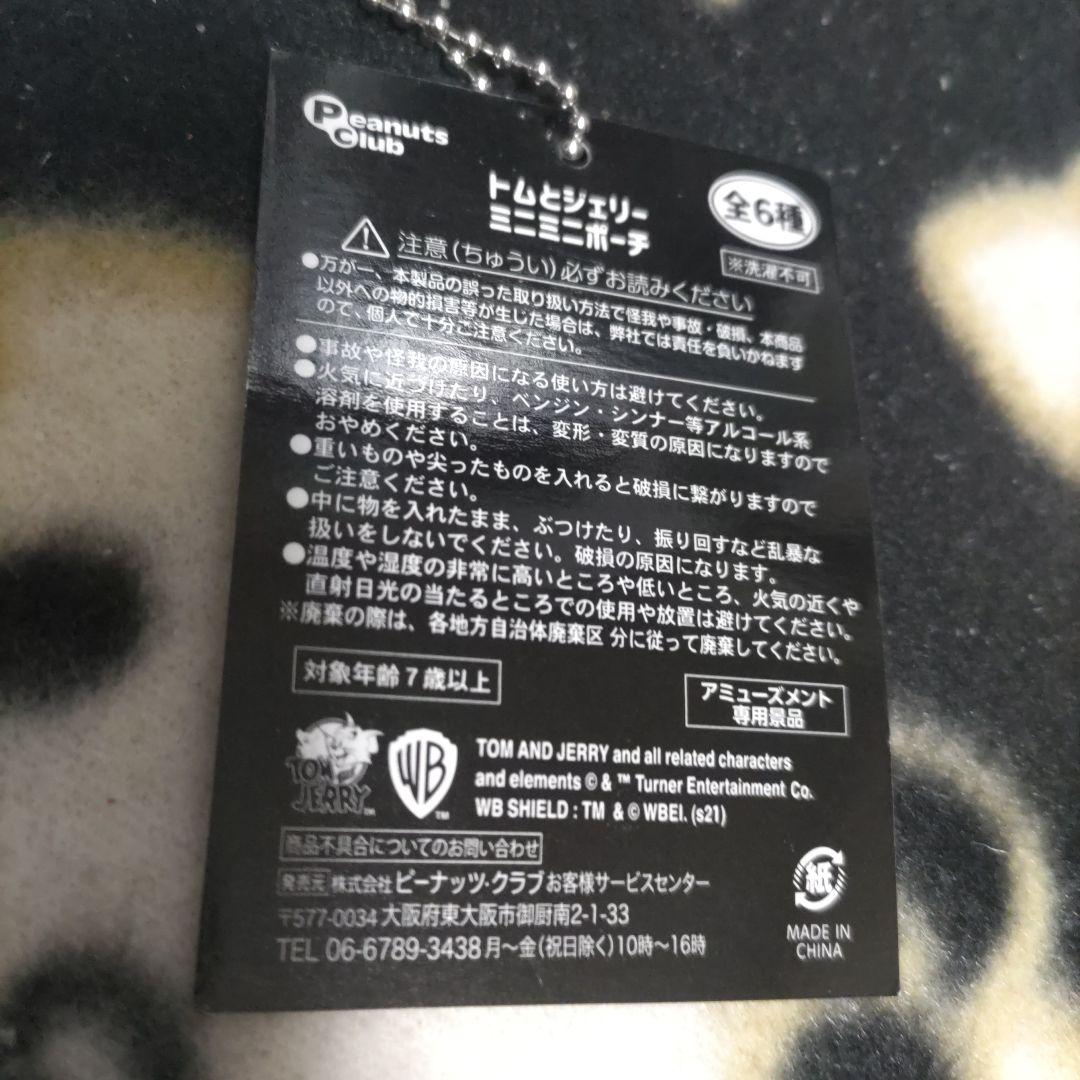 Peanuts Club
トムとジェリー
ミニミニポーチ
全6種
※洗濯不可
注意(ちゅうい)必ずお読みください
●万が一、本製品の誤った取り扱い方法で怪我や事故・破損、本商品
以外への物的損害等が生じた場合は、弊社では責任を負いかねます
ので、個人で十分ご注意ください。
●事故や怪我の原因になる使い方は避けてください。
●火気に近づけたり、ベンジン・シンナー等アルコール系
溶剤を使用することは、変形・変質の原因になりますので
おやめください。
●重いものや尖ったものを入れると破損に繋がりますので
ご注意ください。
●中に物を入れたまま、ぶつけたり、振り回すなど乱暴な
扱いをしないでください。破損の原因になります。
●温度や湿度の非常に高いところや低いところ、火気の近くや
直射日光の当たるところでの使用や放置は避けてください。
※廃棄の際は、各地方自治体廃棄区 分に従って廃棄してください。
対象年齢7歳以上
アミューズメント
専用景品
TOM AND JERRY
WB
TM
TOM AND JERRY and all related characters
and elements © & ™ Turner Entertainment Co.
WB SHIELD : TM & © WBEI. (s21)
商品不具合についてのお問い合わせ
発売元 株式会社ピーナッツ・クラブお客様サービスセンター
〒577-0034 大阪府東大阪市御厨南2-1-33
TEL 06-6789-3438 月～金(祝日除く)10時～16時
紙
MADE IN
CHINA